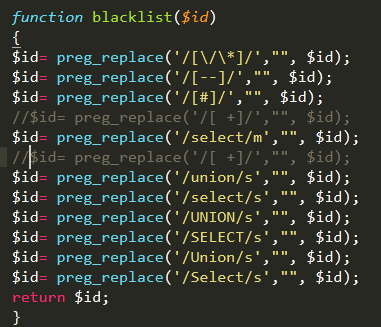 function blacklist($id)
{
$id= preg_replace('/[\/\*]/',"", $id);
$id= preg_replace('/[--]/',"", $id);
$id= preg_replace('/[#]/',"", $id);
//$id= preg_replace('/[ +]/',"", $id);
$id= preg_replace('/select/m',"", $id);
//$id= preg_replace('/[ +]/',"", $id);
$id= preg_replace('/union/s',"", $id);
$id= preg_replace('/select/s',"", $id);
$id= preg_replace('/UNION/s',"", $id);
$id= preg_replace('/SELECT/s',"", $id);
$id= preg_replace('/Union/s',"", $id);
$id= preg_replace('/Select/s',"", $id);
return $id;
}